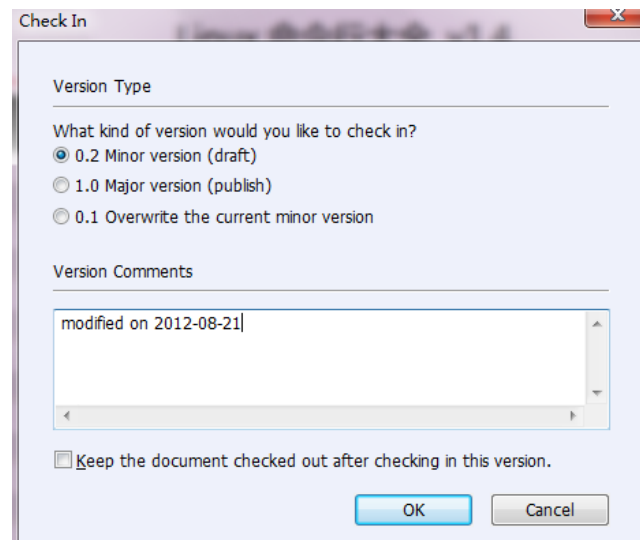 Check In
Version Type
What kind of version would you like to check in?
0.2 Minor version (draft)
1.0 Major version (publish)
0.1 Overwrite the current minor version
Version Comments
modified on 2012-08-21
Keep the document checked out after checking in this version.
OK
Cancel